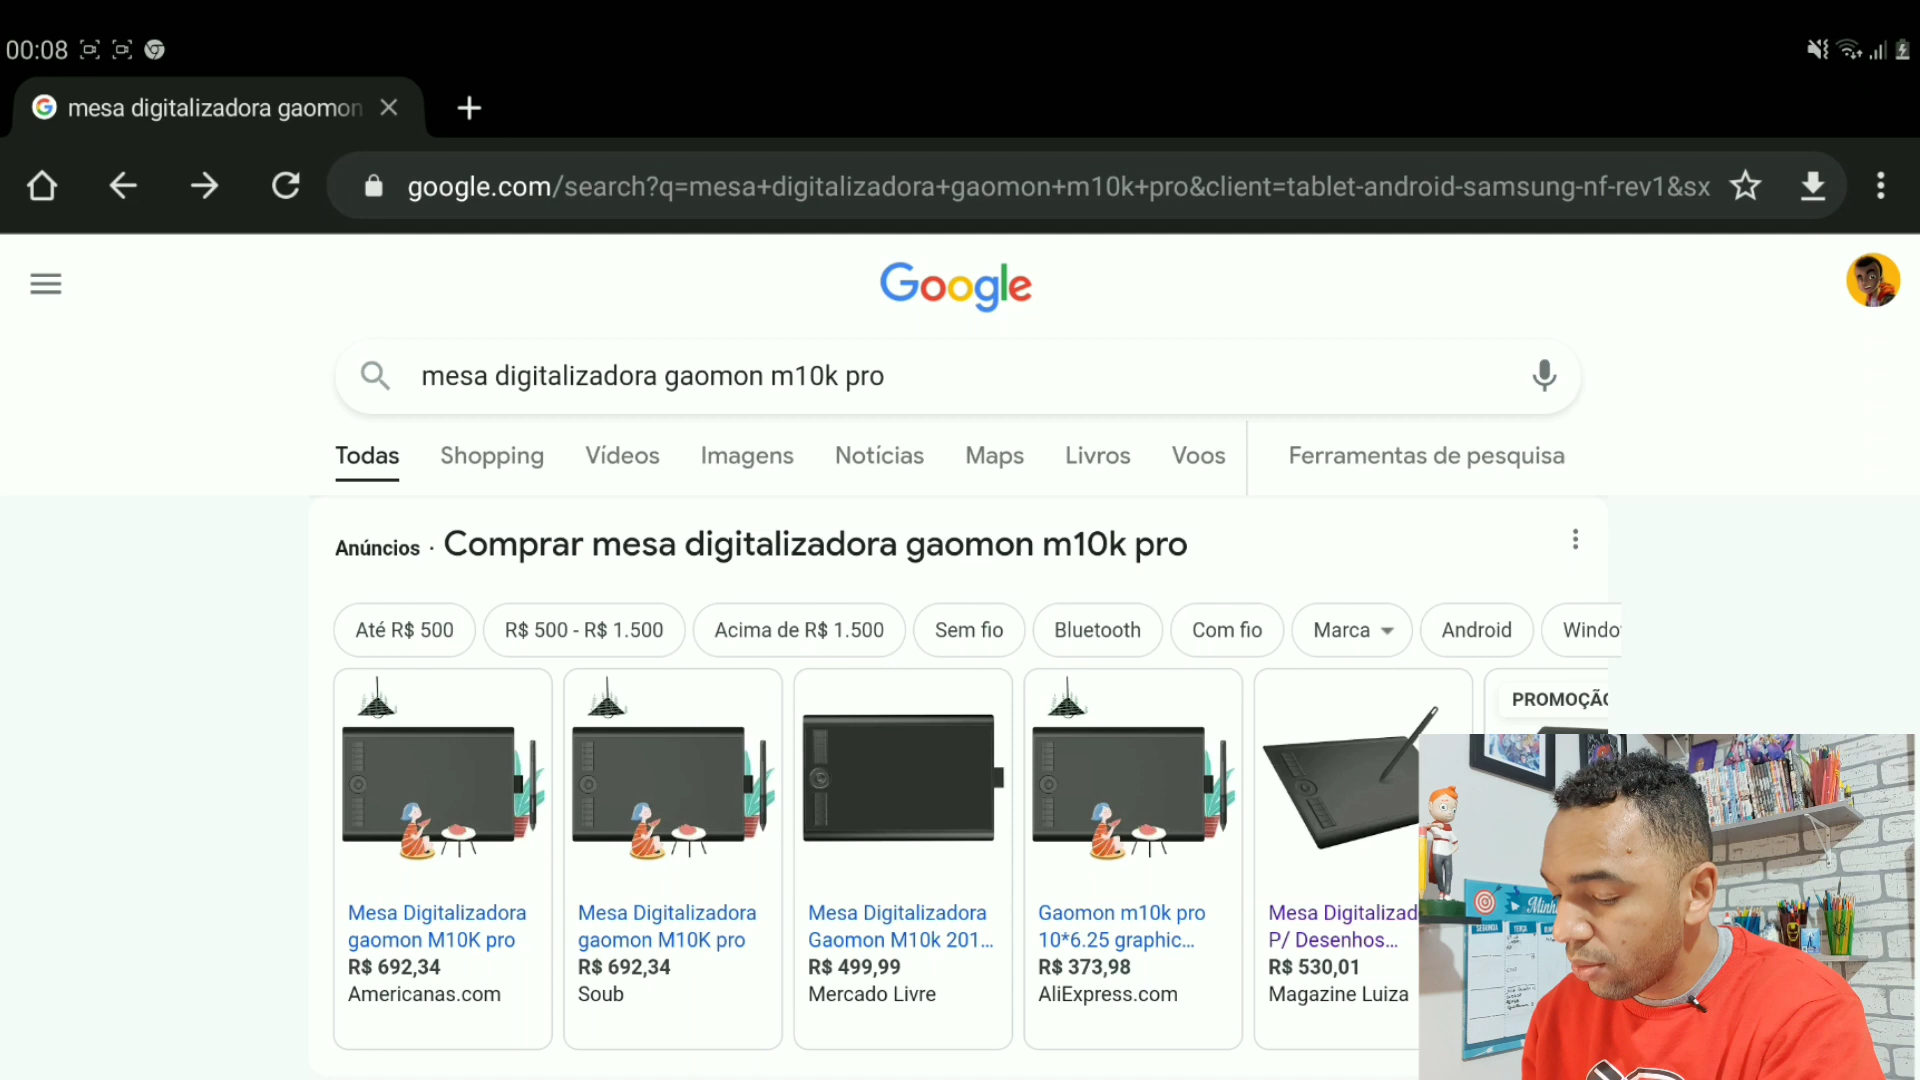 00:08
mesa digitalizadora gaomon
google.com/search?q=mesa+digitalizadora+gaomon+m10k+pro&client=tablet-android-samsung-nf-rev1&sx
Google
mesa digitalizadora gaomon m10k pro
Todas Shopping Vídeos Imagens Notícias Maps Livros Voos Ferramentas de pesquisa
Anúncios · Comprar mesa digitalizadora gaomon m10k pro
Até R$ 500 R$ 500 - R$ 1.500 Acima de R$ 1.500 Sem fio Bluetooth Com fio Marca Android Windo
PROMOÇÃO
Mesa Digitalizadora
gaomon M10K pro
R$ 692,34
Americanas.com
Mesa Digitalizadora
gaomon M10K pro
R$ 692,34
Soub
Mesa Digitalizadora
Gaomon M10k 201...
R$ 499,99
Mercado Livre
Gaomon m10k pro
10*6.25 graphic...
R$ 373,98
AliExpress.com
Mesa Digitalizad
P/ Desenhos...
R$ 530,01
Magazine Luiza
Minh
SEGUNDA TERÇA